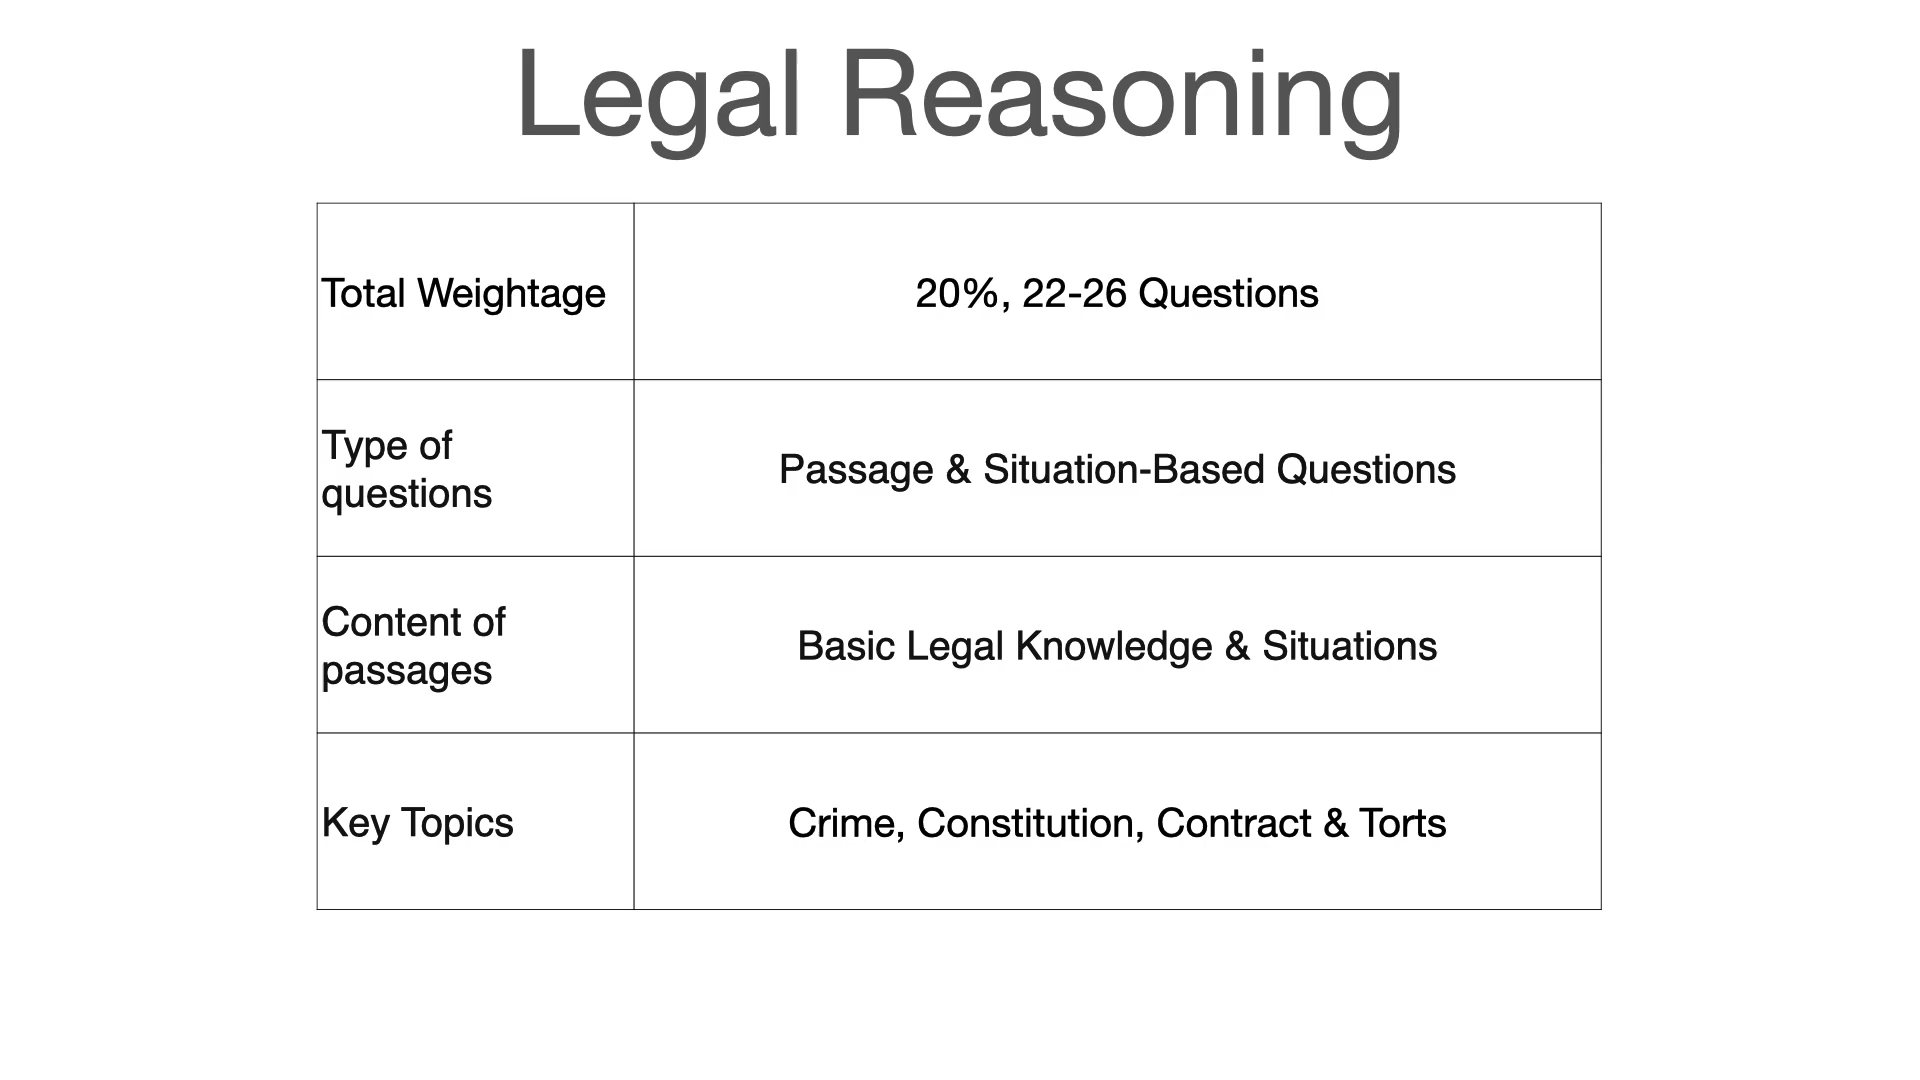 Legal Reasoning
Total Weightage
20%, 22-26 Questions
Type of
questions
Passage & Situation-Based Questions
Content of
passages
Basic Legal Knowledge & Situations
Key Topics
Crime, Constitution, Contract & Torts